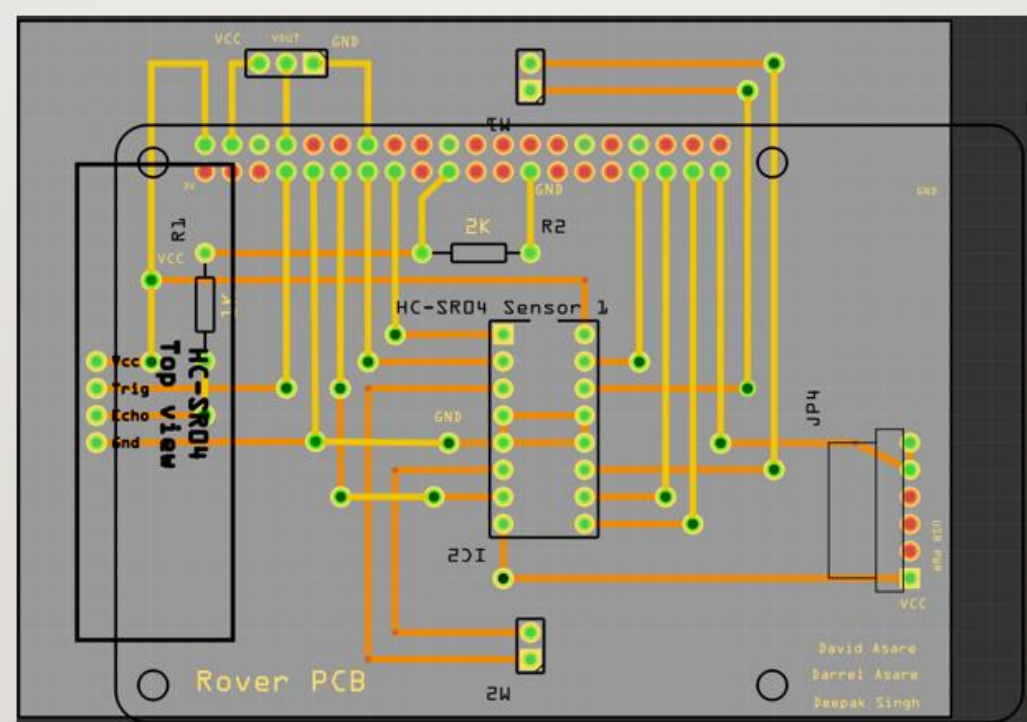 VCC VOUT GND
M1
3V
GND
GND
R1
2K
R2
VCC
HC-SR04 Sensor 1
Vcc
Trig
Echo
Gnd
HC-SR04
Top view
GND
JP4
IC2
USB PWR
VCC
M2
Rover PCB
David Asare
Darrel Asare
Deepak Singh